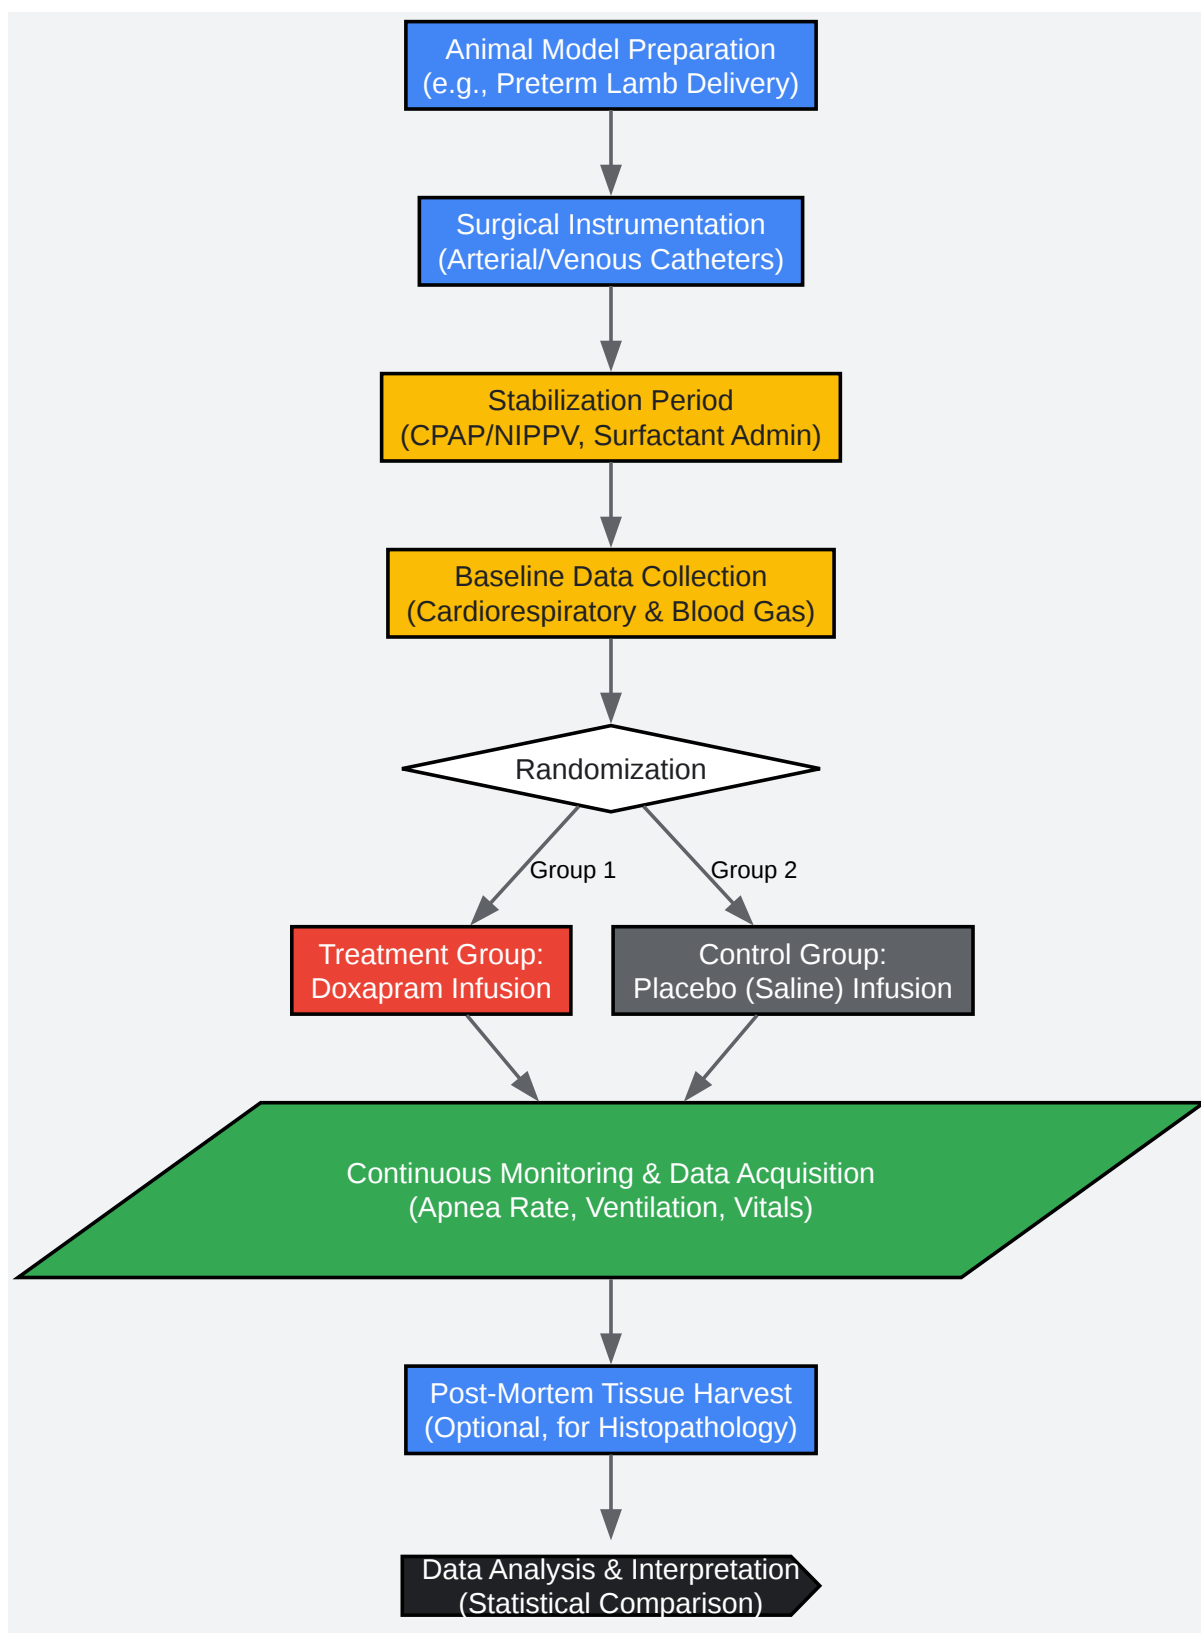 Animal Model Preparation
(e.g., Preterm Lamb Delivery)
Surgical Instrumentation
(Arterial/Venous Catheters)
Stabilization Period
(CPAP/NIPPV, Surfactant Admin)
Baseline Data Collection
(Cardiorespiratory & Blood Gas)
Randomization
Group 1
Group 2
Treatment Group:
Doxapram Infusion
Control Group:
Placebo (Saline) Infusion
Continuous Monitoring & Data Acquisition
(Apnea Rate, Ventilation, Vitals)
Post-Mortem Tissue Harvest
(Optional, for Histopathology)
Data Analysis & Interpretation
(Statistical Comparison)